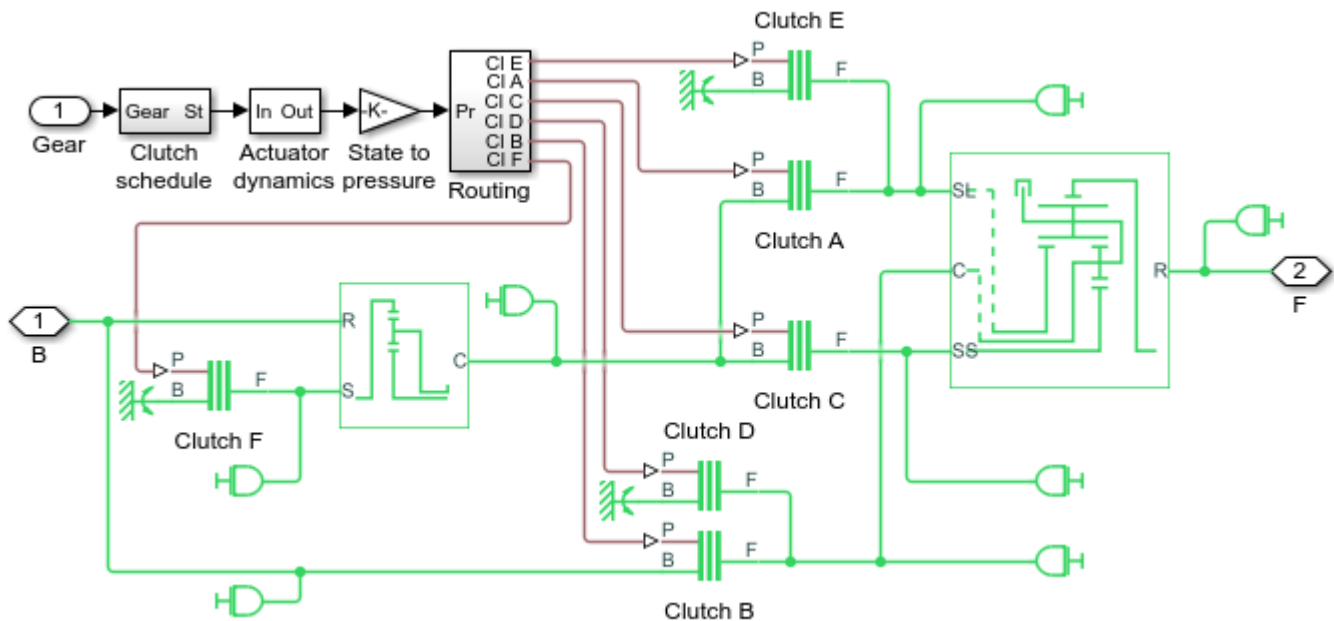 Clutch E
P
B
F
Cl E
Cl A
Cl C
Cl D
Cl B
Cl F
Pr
Routing
1
Gear
Gear St
Clutch
schedule
In Out
Actuator
dynamics
-K-
State to
pressure
P
B
F
Clutch A
SL
C
SS
R
2
F
1
B
R
S
C
P
B
F
Clutch F
P
B
F
Clutch C
Clutch D
P
B
F
P
B
F
Clutch B